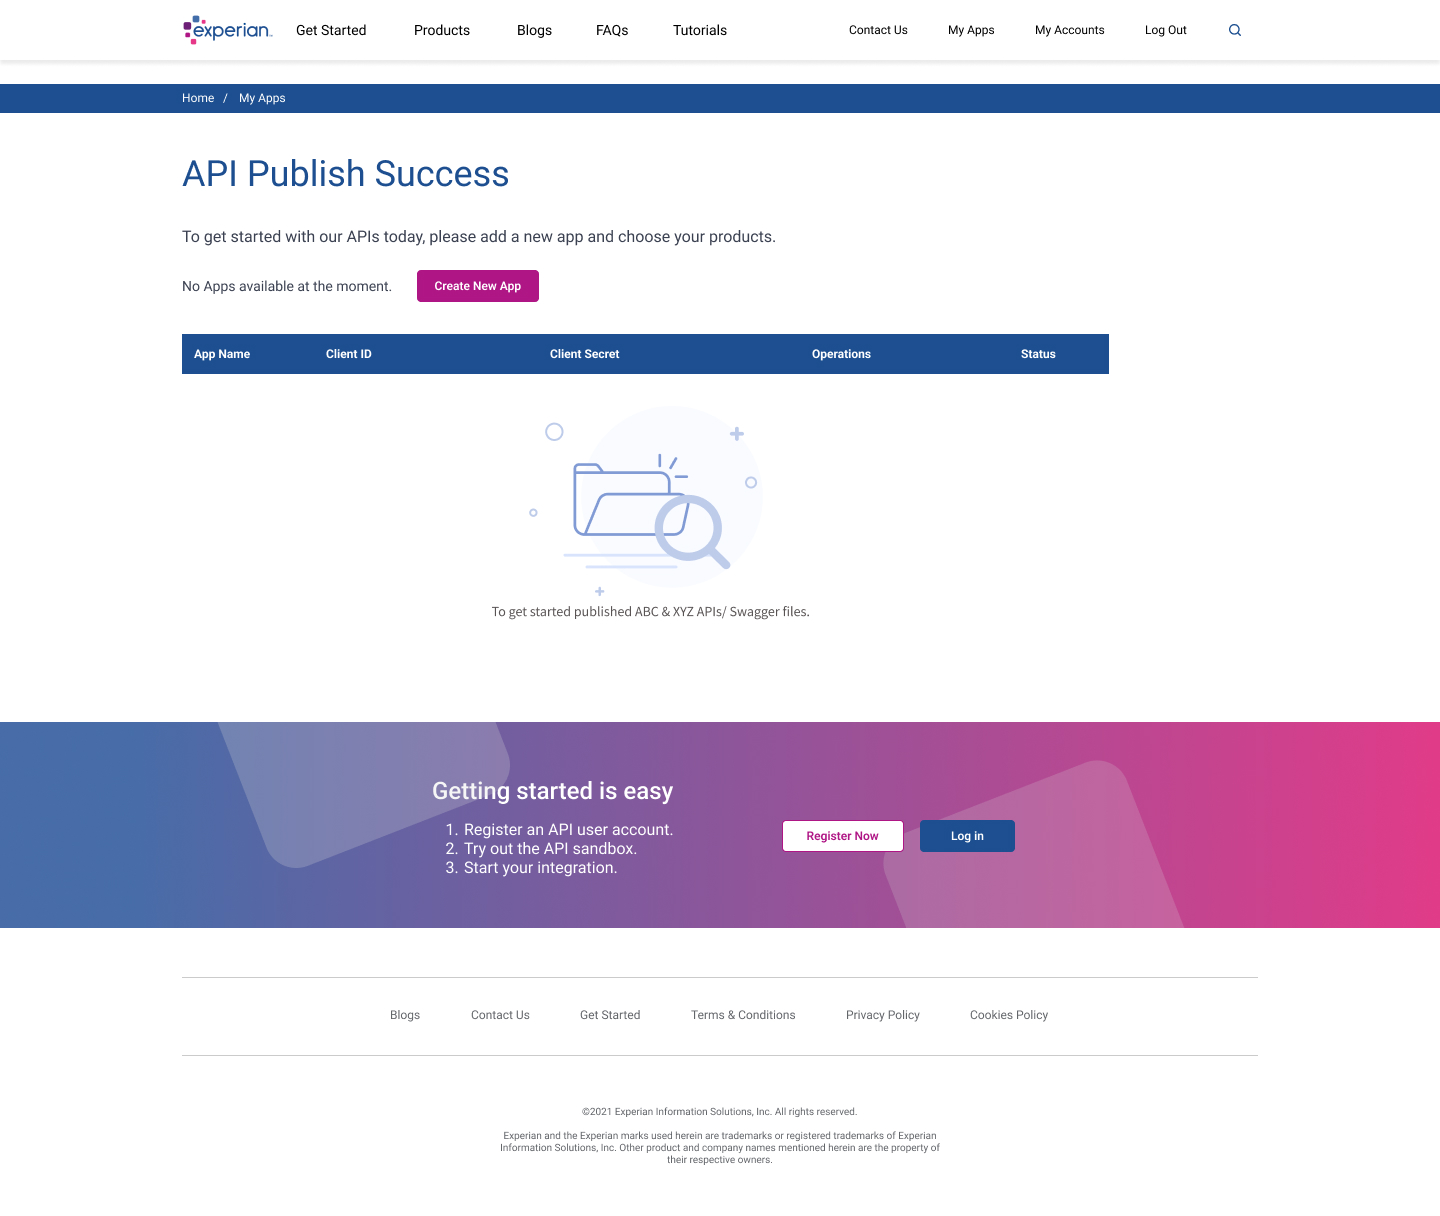 experian™
Get Started
Products
Blogs
FAQs
Tutorials
Contact Us
My Apps
My Accounts
Log Out
Home / My Apps
API Publish Success
To get started with our APIs today, please add a new app and choose your products.
No Apps available at the moment.
Create New App
App Name
Client ID
Client Secret
Operations
Status
To get started published ABC & XYZ APIs/ Swagger files.
Getting started is easy
1. Register an API user account.
2. Try out the API sandbox.
3. Start your integration.
Register Now
Log in
Blogs
Contact Us
Get Started
Terms & Conditions
Privacy Policy
Cookies Policy
©2021 Experian Information Solutions, Inc. All rights reserved.
Experian and the Experian marks used herein are trademarks or registered trademarks of Experian
Information Solutions, Inc. Other product and company names mentioned herein are the property of
their respective owners.